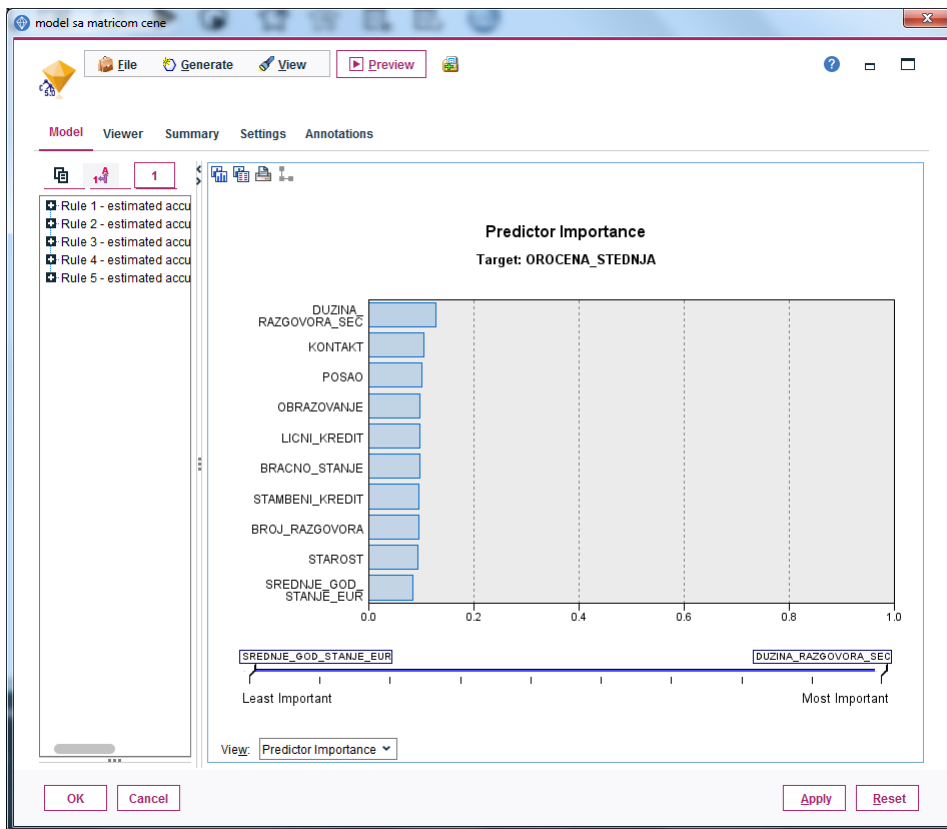 model sa matricom cene
File Generate View Preview
Model Viewer Summary Settings Annotations
1
Rule 1 - estimated accu
Rule 2 - estimated accu
Rule 3 - estimated accu
Rule 4 - estimated accu
Rule 5 - estimated accu
Predictor Importance
Target: OROCENA_STEDNJA
DUZINA_
RAZGOVORA_SEC
KONTAKT
POSAO
OBRAZOVANJE
LICNI_KREDIT
BRACNO_STANJE
STAMBENI_KREDIT
BROJ_RAZGOVORA
STAROST
SREDNJE_GOD_
STANJE_EUR
0.0 0.2 0.4 0.6 0.8 1.0
SREDNJE_GOD_STANJE_EUR DUZINA_RAZGOVORA_SEC
Least Important Most Important
View: Predictor Importance
OK Cancel Apply Reset